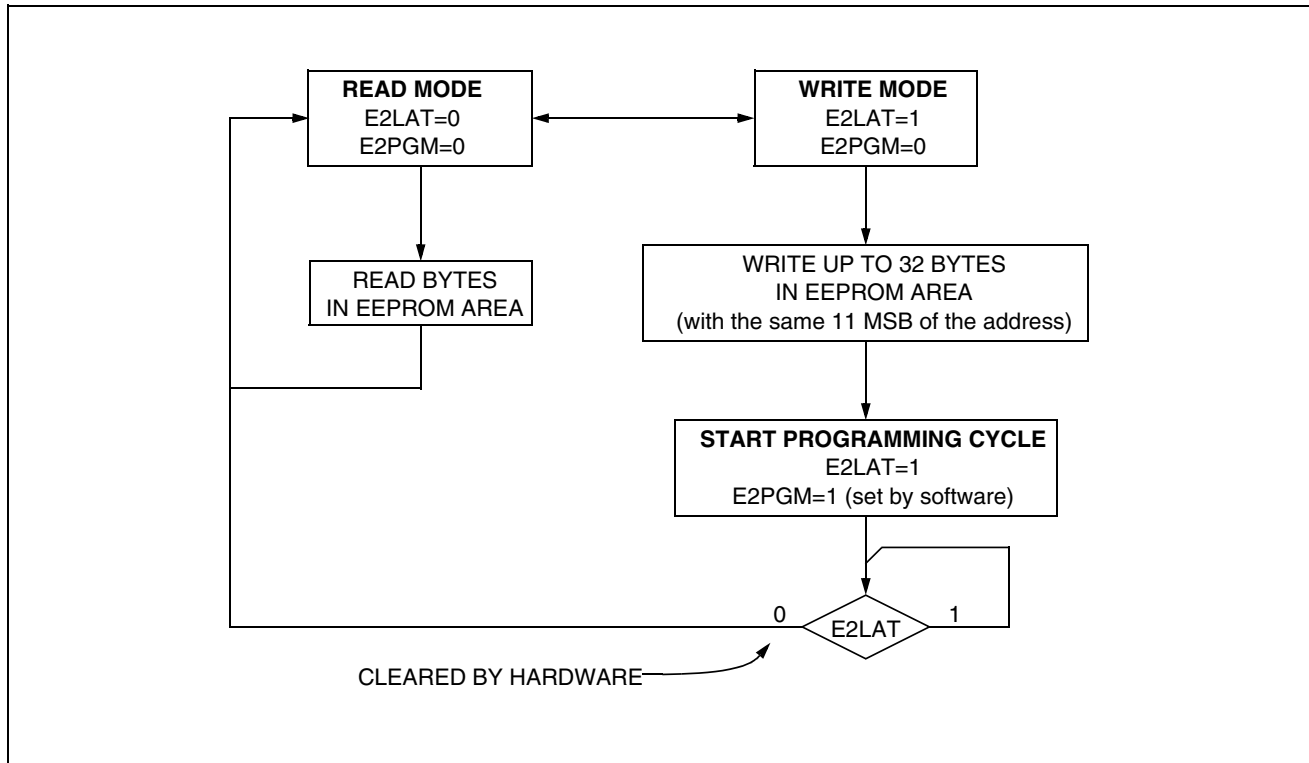 READ MODE
E2LAT=0
E2PGM=0
WRITE MODE
E2LAT=1
E2PGM=0
READ BYTES
IN EEPROM AREA
WRITE UP TO 32 BYTES
IN EEPROM AREA
(with the same 11 MSB of the address)
START PROGRAMMING CYCLE
E2LAT=1
E2PGM=1 (set by software)
0
E2LAT
1
CLEARED BY HARDWARE